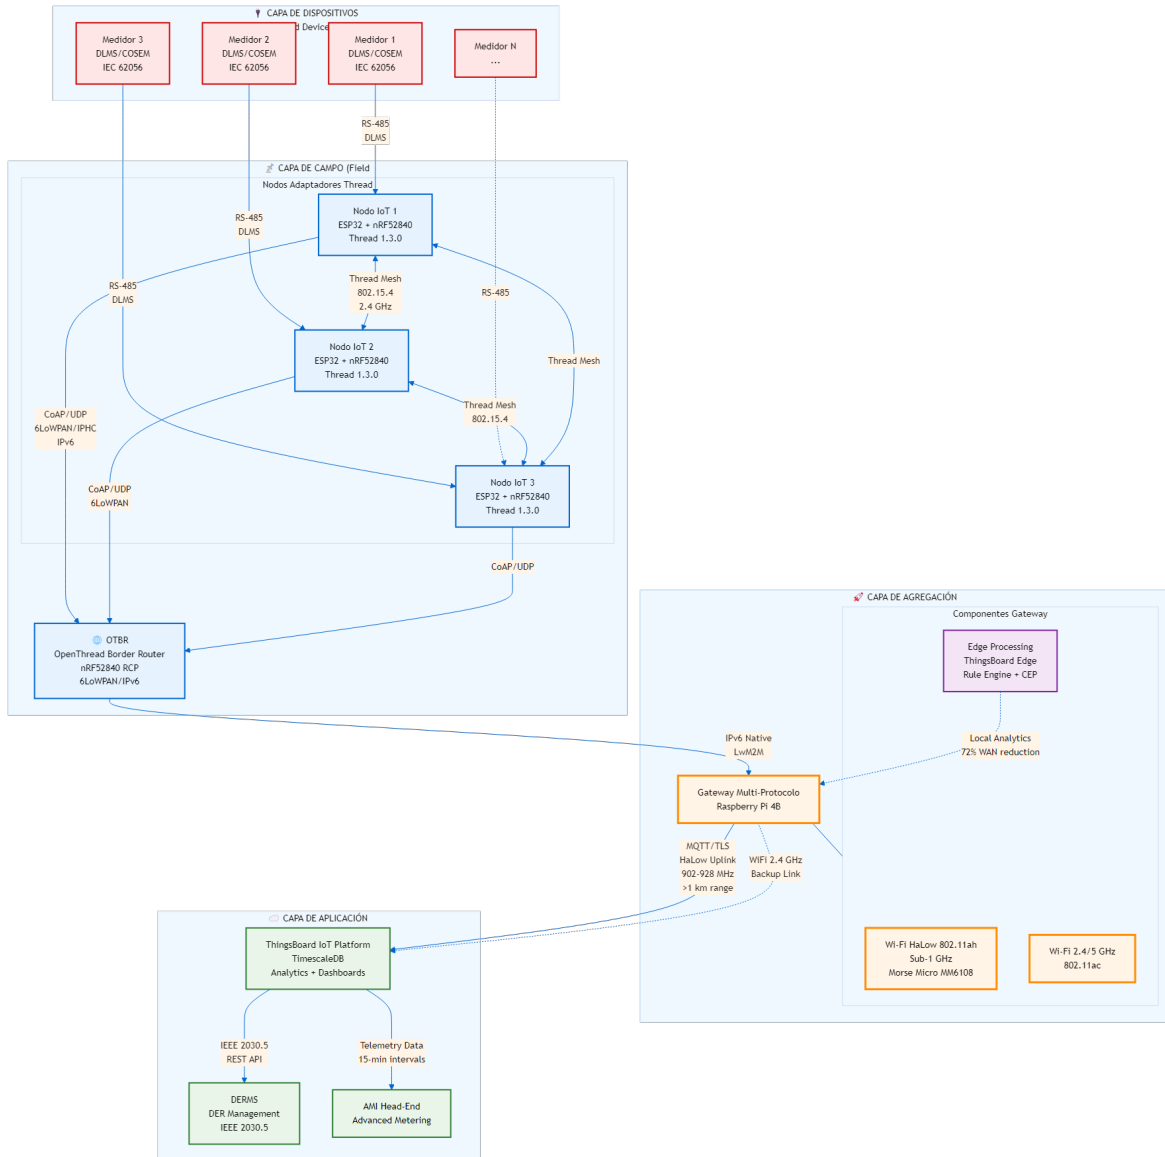 CAPA DE DISPOSITIVOS
d Device
Medidor 3
DLMS/COSEM
IEC 62056
Medidor 2
DLMS/COSEM
IEC 62056
Medidor 1
DLMS/COSEM
IEC 62056
Medidor N
...
RS-485
DLMS
CAPA DE CAMPO (Field
Nodos Adaptadores Thread
Nodo IoT 1
ESP32 + nRF52840
Thread 1.3.0
RS-485
DLMS
RS-485
DLMS
Thread Mesh
802.15.4
2.4 GHz
RS-485
Nodo IoT 2
ESP32 + nRF52840
Thread 1.3.0
Thread Mesh
CoAP/UDP
6LoWPAN/IPHC
IPv6
Thread Mesh
802.15.4
CoAP/UDP
6LoWPAN
Nodo IoT 3
ESP32 + nRF52840
Thread 1.3.0
CoAP/UDP
OTBR
OpenThread Border Router
nRF52840 RCP
6LoWPAN/IPv6
CAPA DE AGREGACIÓN
Componentes Gateway
Edge Processing
ThingsBoard Edge
Rule Engine + CEP
IPv6 Native
LwM2M
Local Analytics
72% WAN reduction
Gateway Multi-Protocolo
Raspberry Pi 4B
MQTT/TLS
HaLow Uplink
902-928 MHz
>1 km range
WiFi 2.4 GHz
Backup Link
Wi-Fi HaLow 802.11ah
Sub-1 GHz
Morse Micro MM6108
Wi-Fi 2.4/5 GHz
802.11ac
CAPA DE APLICACIÓN
ThingsBoard IoT Platform
TimescaleDB
Analytics + Dashboards
IEEE 2030.5
REST API
Telemetry Data
15-min intervals
DERMS
DER Management
IEEE 2030.5
AMI Head-End
Advanced Metering